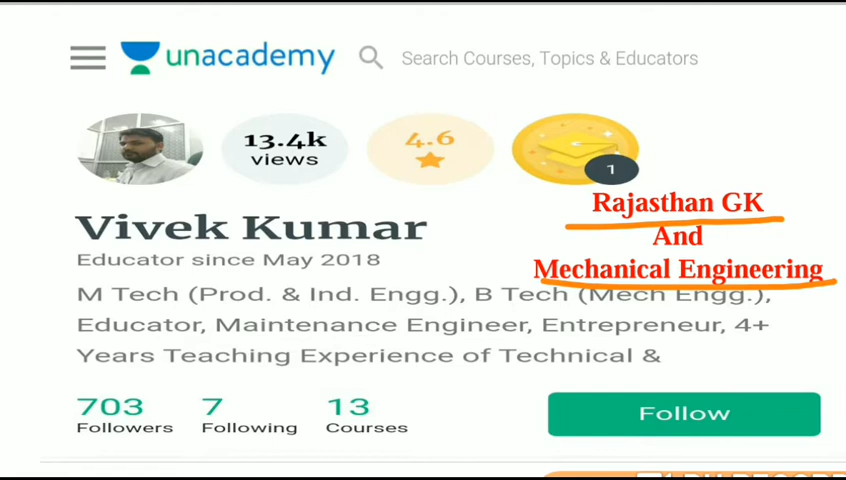 unacademy
Search Courses, Topics & Educators
13.4k
views
4.6
1
Rajasthan GK
And
Mechanical Engineering
Vivek Kumar
Educator since May 2018
M Tech (Prod. & Ind. Engg.), B Tech (Mech Engg.),
Educator, Maintenance Engineer, Entrepreneur, 4+
Years Teaching Experience of Technical &
703
Followers
7
Following
13
Courses
Follow